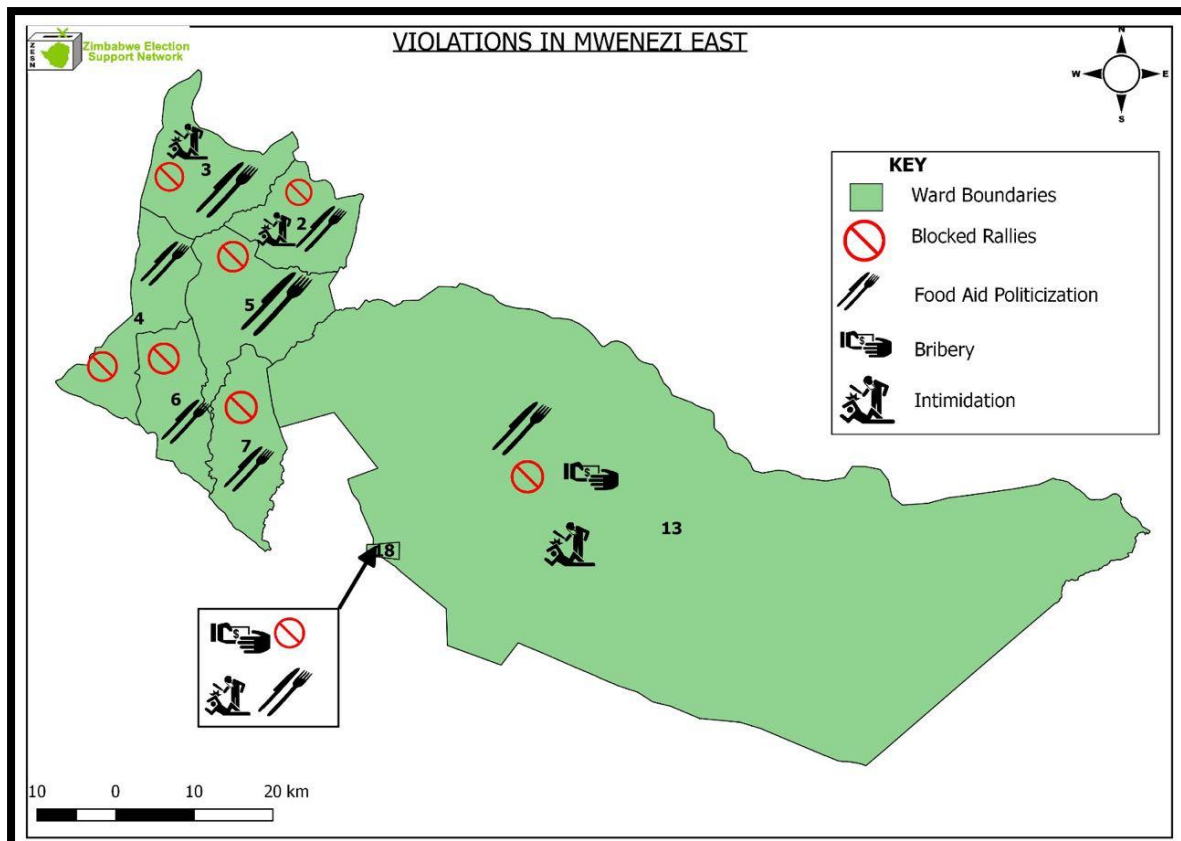 ZESN
Zimbabwe Election
Support Network
VIOLATIONS IN MWENEZI EAST
N
W
E
S
KEY
Ward Boundaries
Blocked Rallies
Food Aid Politicization
Bribery
Intimidation
3
2
5
4
6
7
13
18
$
$
$
10 0 10 20 km